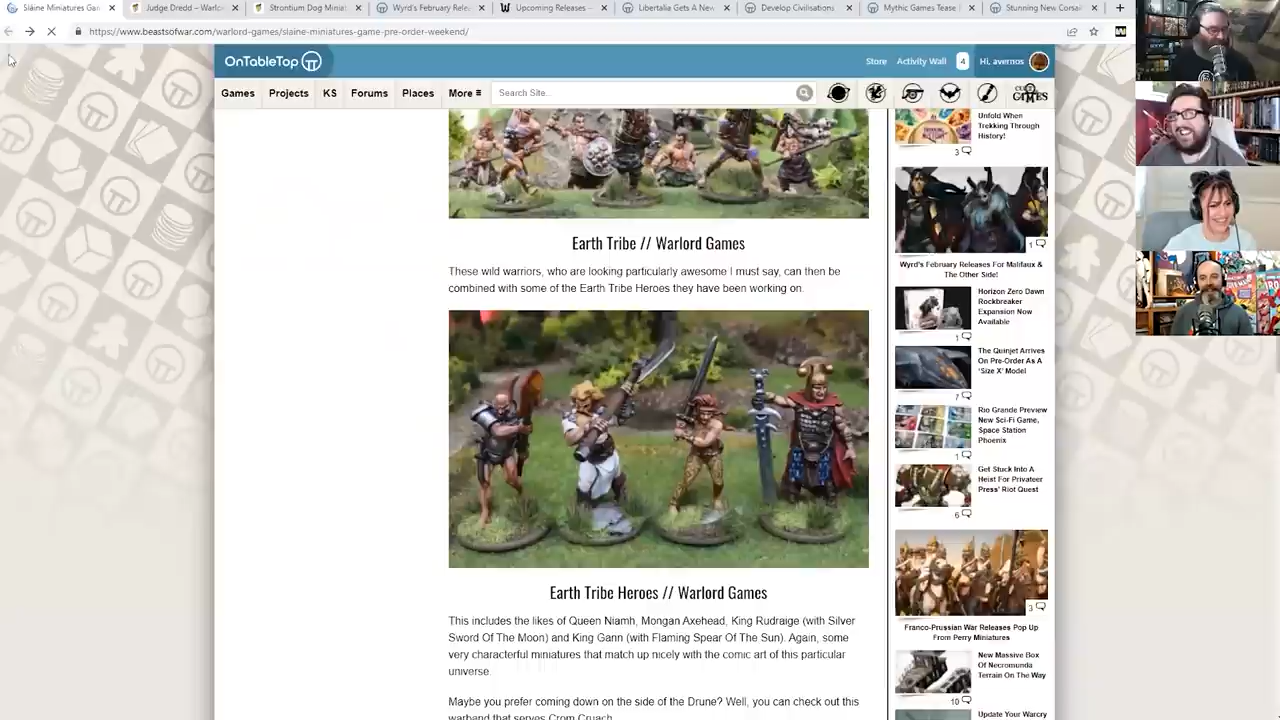 Slàine Miniatures Gam
Judge Dredd – Warlor
Strontium Dog Miniat
Wyrd's February Relea
Upcoming Releases –
Libertalia Gets A New
Develop Civilisations
Mythic Games Tease
Stunning New Corsai
https://www.beastsofwar.com/warlord-games/slaine-miniatures-game-pre-order-weekend/
OnTableTop
Store
Activity Wall
4
Hi, avernos
Games
Projects
KS
Forums
Places
More
Search Site...
GAMES
Earth Tribe // Warlord Games
These wild warriors, who are looking particularly awesome I must say, can then be
combined with some of the Earth Tribe Heroes they have been working on.
Earth Tribe Heroes // Warlord Games
This includes the likes of Queen Niamh, Mongan Axehead, King Rudraige (with Silver
Sword Of The Moon) and King Gann (with Flaming Spear Of The Sun). Again, some
very characterful miniatures that match up nicely with the comic art of this particular
universe.
Maybe you prefer coming down on the side of the Drune? Well, you can check out this
warband that serves Crom Cruach.
Unfold When
Trekking Through
History!
3
1
Wyrd's February Releases For Malifaux &
The Other Side!
Horizon Zero Dawn
Rockbreaker
Expansion Now
Available
1
The Quinjet Arrives
On Pre-Order As A
'Size X' Model
7
Rio Grande Preview
New Sci-Fi Game,
Space Station
Phoenix
1
Get Stuck Into A
Heist For Privateer
Press' Riot Quest
6
3
Franco-Prussian War Releases Pop Up
From Perry Miniatures
New Massive Box
Of Necromunda
Terrain On The Way
10
Update Your Warcry